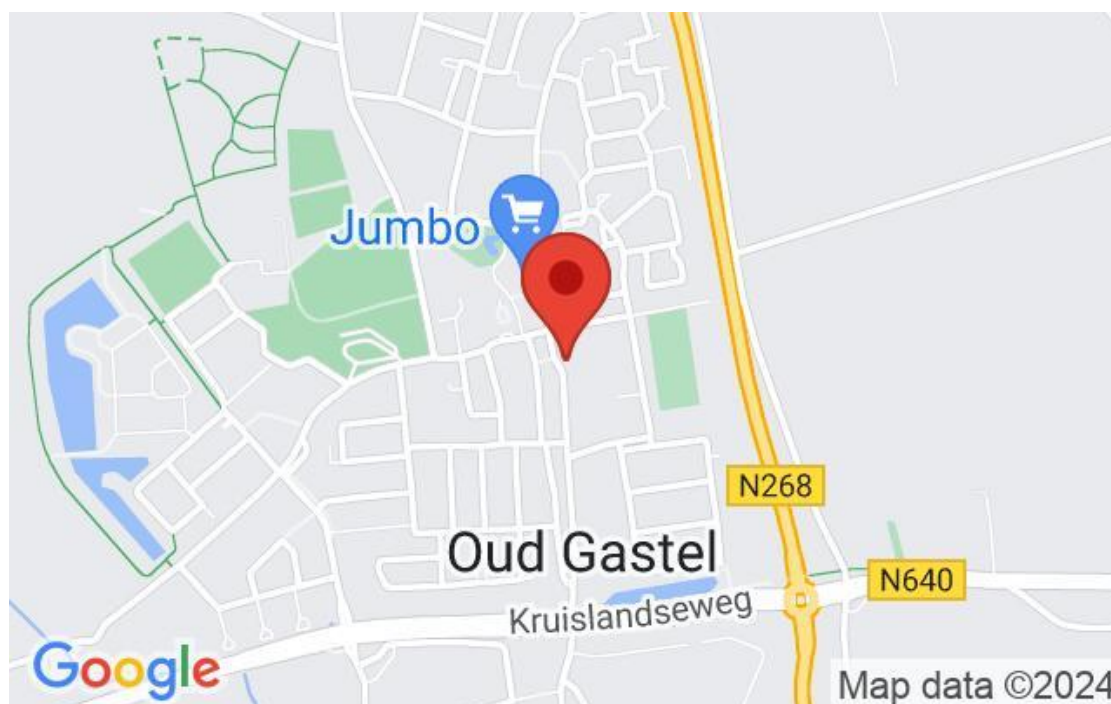 Jumbo
N268
Oud Gastel
N640
Kruislandseweg
Google
Map data ©2024